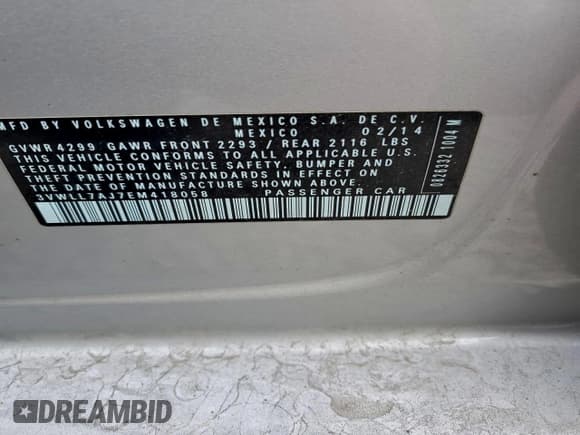 MFD BY VOLKSWAGEN DE MEXICO S.A. DE C.V.
MEXICO 02/14
GVWR 4299 GAWR FRONT 2293 / REAR 2116 LBS
THIS VEHICLE CONFORMS TO ALL APPLICABLE U.S.
FEDERAL MOTOR VEHICLE SAFETY, BUMPER AND
THEFT PREVENTION STANDARDS IN EFFECT ON
THE DATE OF MANUFACTURE SHOWN ABOVE.
3VWLL7AJ7EM418058 PASSENGER CAR
0826332 1004 M
DREAMBID